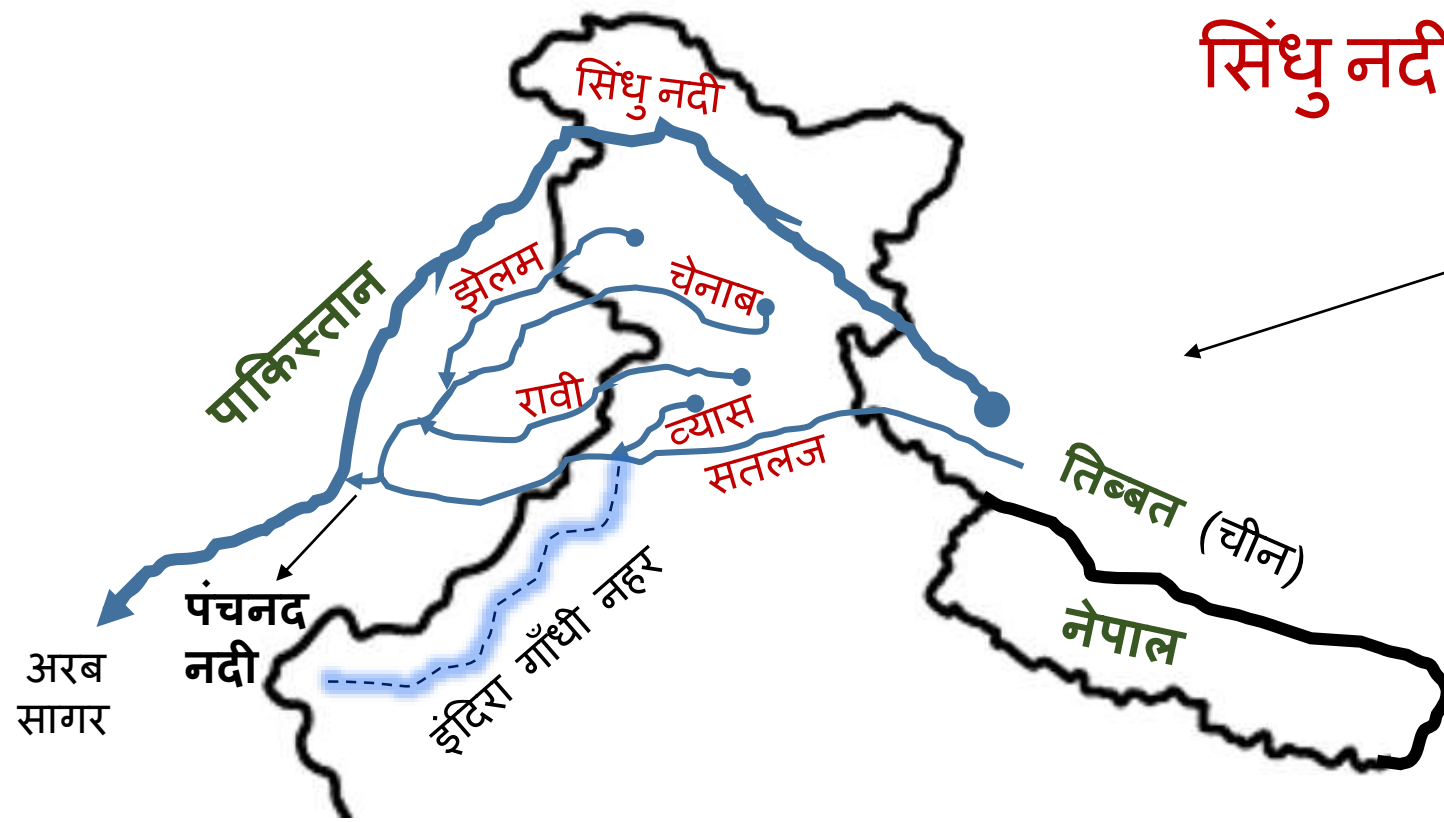 सिंधु नदी
सिंधु नदी
झेलम
चेनाब
पाकिस्तान
रावी
व्यास
सतलज
तिब्बत (चीन)
पंचनद
नदी
इंदिरा गाँधी नहर
नेपाल
अरब
सागर